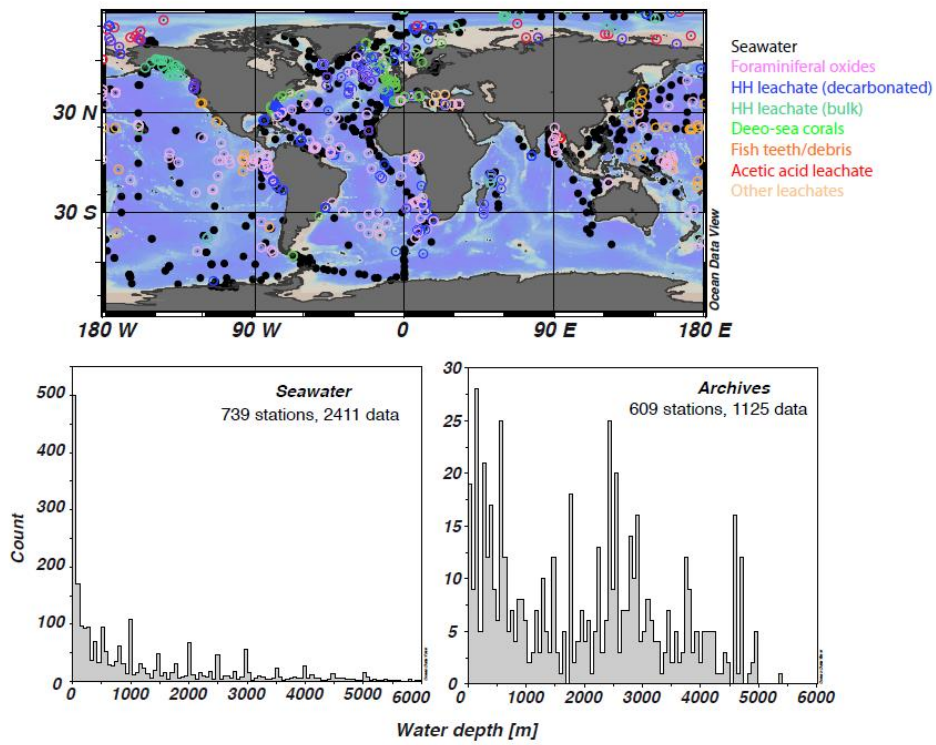 Seawater
Foraminiferal oxides
HH leachate (decarbonated)
HH leachate (bulk)
Deeo-sea corals
Fish teeth/debris
Acetic acid leachate
Other leachates
30 N
30 S
Ocean Data View
180 W 90 W 0 90 E 180 E
Seawater
739 stations, 2411 data
500
400
300
200
100
0
Count
0 1000 2000 3000 4000 5000 6000
Archives
609 stations, 1125 data
30
25
20
15
10
5
0
0 1000 2000 3000 4000 5000 6000
Water depth [m]